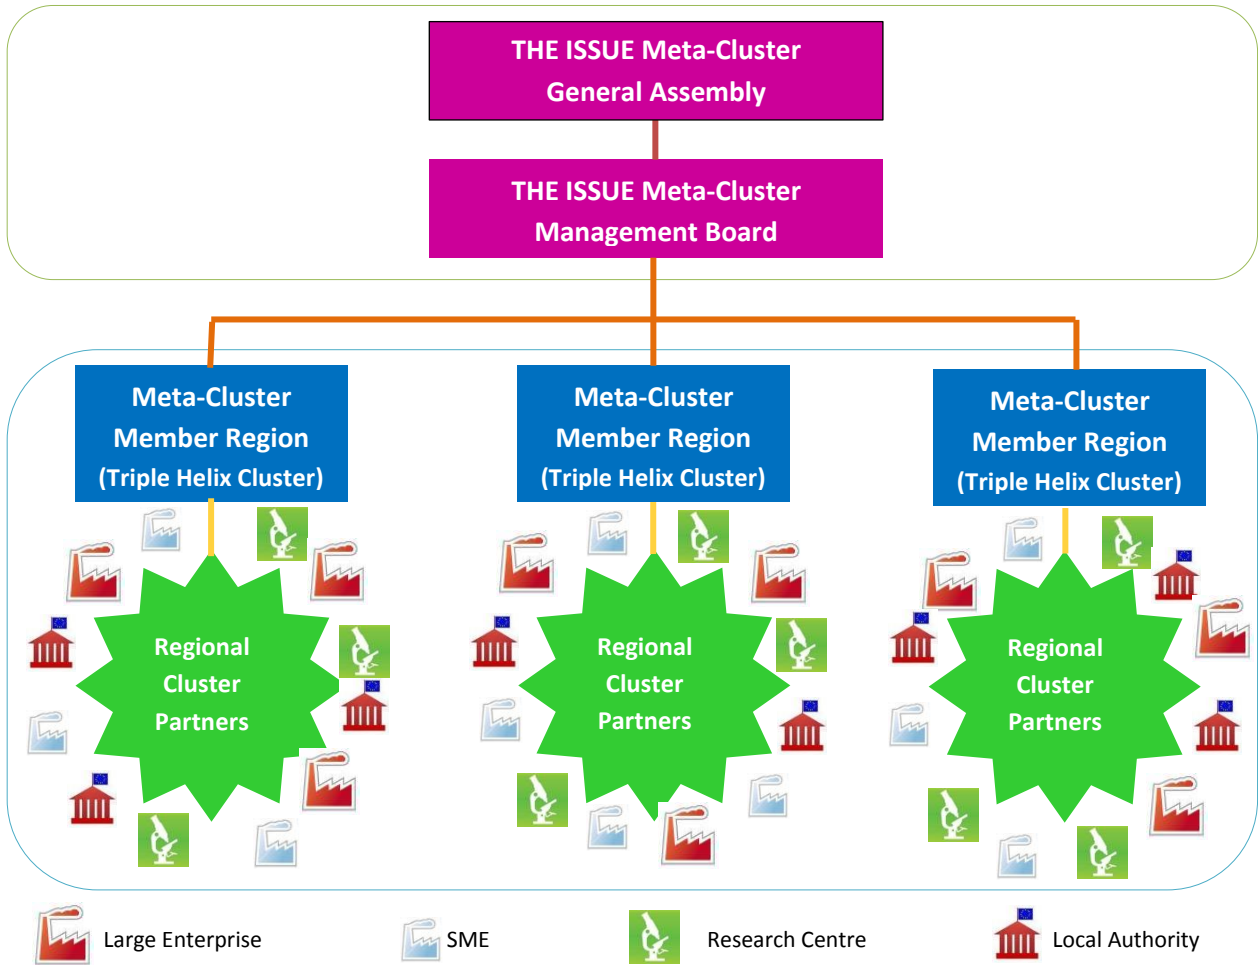 THE ISSUE Meta-Cluster
General Assembly
THE ISSUE Meta-Cluster
Management Board
Meta-Cluster
Member Region
(Triple Helix Cluster)
Meta-Cluster
Member Region
(Triple Helix Cluster)
Meta-Cluster
Member Region
(Triple Helix Cluster)
Regional
Cluster
Partners
Regional
Cluster
Partners
Regional
Cluster
Partners
Large Enterprise
SME
Research Centre
Local Authority